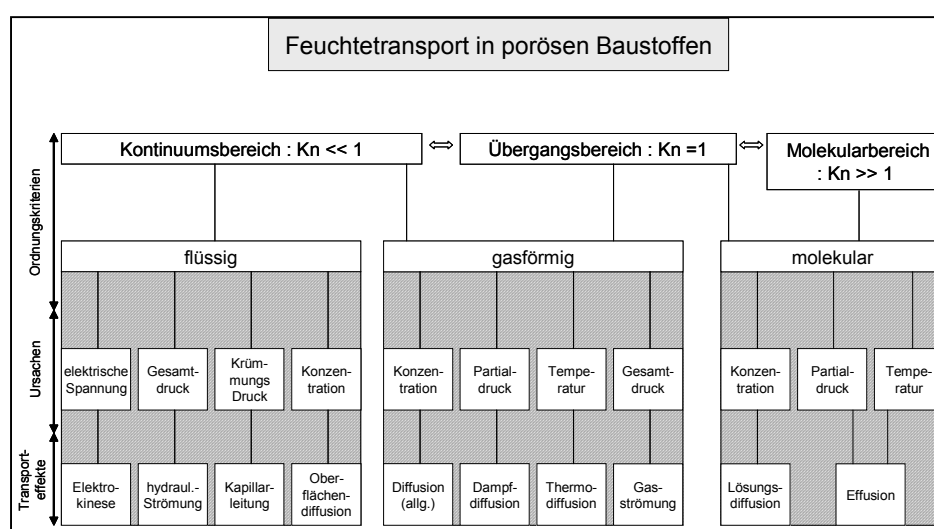 Feuchtetransport in porösen Baustoffen
Kontinuumsbereich : Kn << 1
Übergangsbereich : Kn =1
Molekularbereich
: Kn >> 1
Ordnungskriterien
flüssig
gasförmig
molekular
Ursachen
elektrische
Spannung
Gesamt-
druck
Krüm-
mungs
Druck
Konzen-
tration
Konzen-
tration
Partial-
druck
Tempe-
ratur
Gesamt-
druck
Konzen-
tration
Partial-
druck
Tempe-
ratur
Transport-
effekte
Elektro-
kinese
hydraul.-
Strömung
Kapillar-
leitung
Ober-
flächen-
diffusion
Diffusion
(allg.)
Dampf-
diffusion
Thermo-
diffusion
Gas-
strömung
Lösungs-
diffusion
Effusion